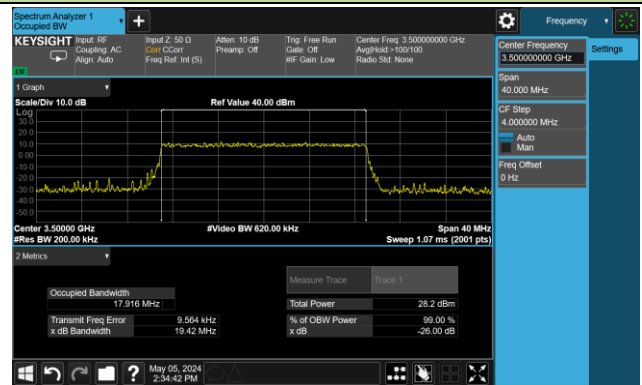 Spectrum Analyzer 1
Occupied BW
+
Frequency
KEYSIGHT
Input: RF
Coupling: AC
Align: Auto
Input Z: 50 Ω
Corr CCorr
Freq Ref: Int (S)
Atten: 10 dB
Preamp: Off
Trig: Free Run
Gate: Off
#IF Gain: Low
Center Freq: 3.500000000 GHz
Avg|Hold:>100/100
Radio Std: None
Center Frequency
3.500000000 GHz
Settings
Span
40.000 MHz
CF Step
4.000000 MHz
Auto
Man
Freq Offset
0 Hz
1 Graph
Scale/Div 10.0 dB
Ref Value 40.00 dBm
Log
30.0
20.0
10.0
0.00
-10.0
-20.0
-30.0
-40.0
-50.0
Center 3.50000 GHz
#Video BW 620.00 kHz
Span 40 MHz
#Res BW 200.00 kHz
Sweep 1.07 ms (2001 pts)
2 Metrics
Measure Trace
Trace 1
Occupied Bandwidth
17.916 MHz
Total Power
28.2 dBm
Transmit Freq Error
9.564 kHz
% of OBW Power
99.00 %
x dB Bandwidth
19.42 MHz
x dB
-26.00 dB
?
May 05, 2024
2:34:42 PM